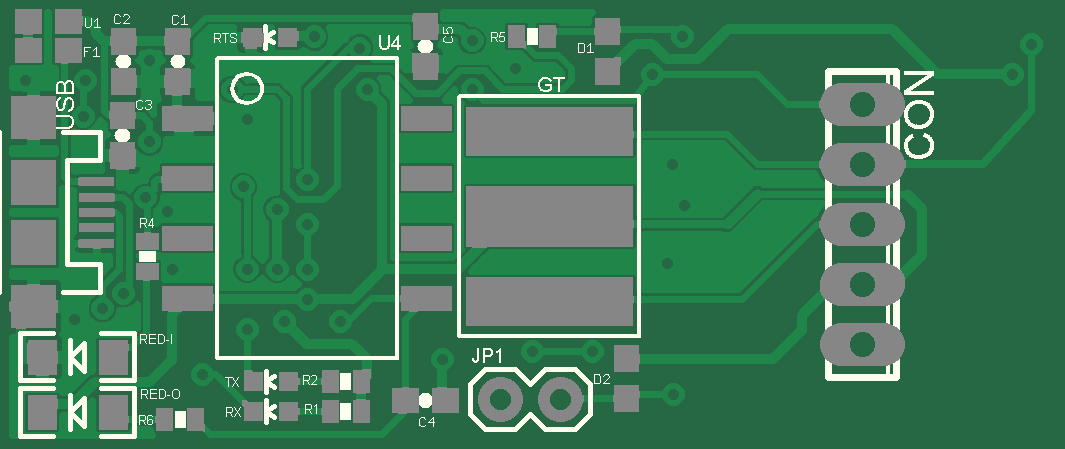 U1
C2
C1
RTS
U4
C5
R5
D1
F1
USB
C3
GT
CON
R4
RED-I
JP1
TX
R2
D2
RED-O
RX
R1
R6
C4